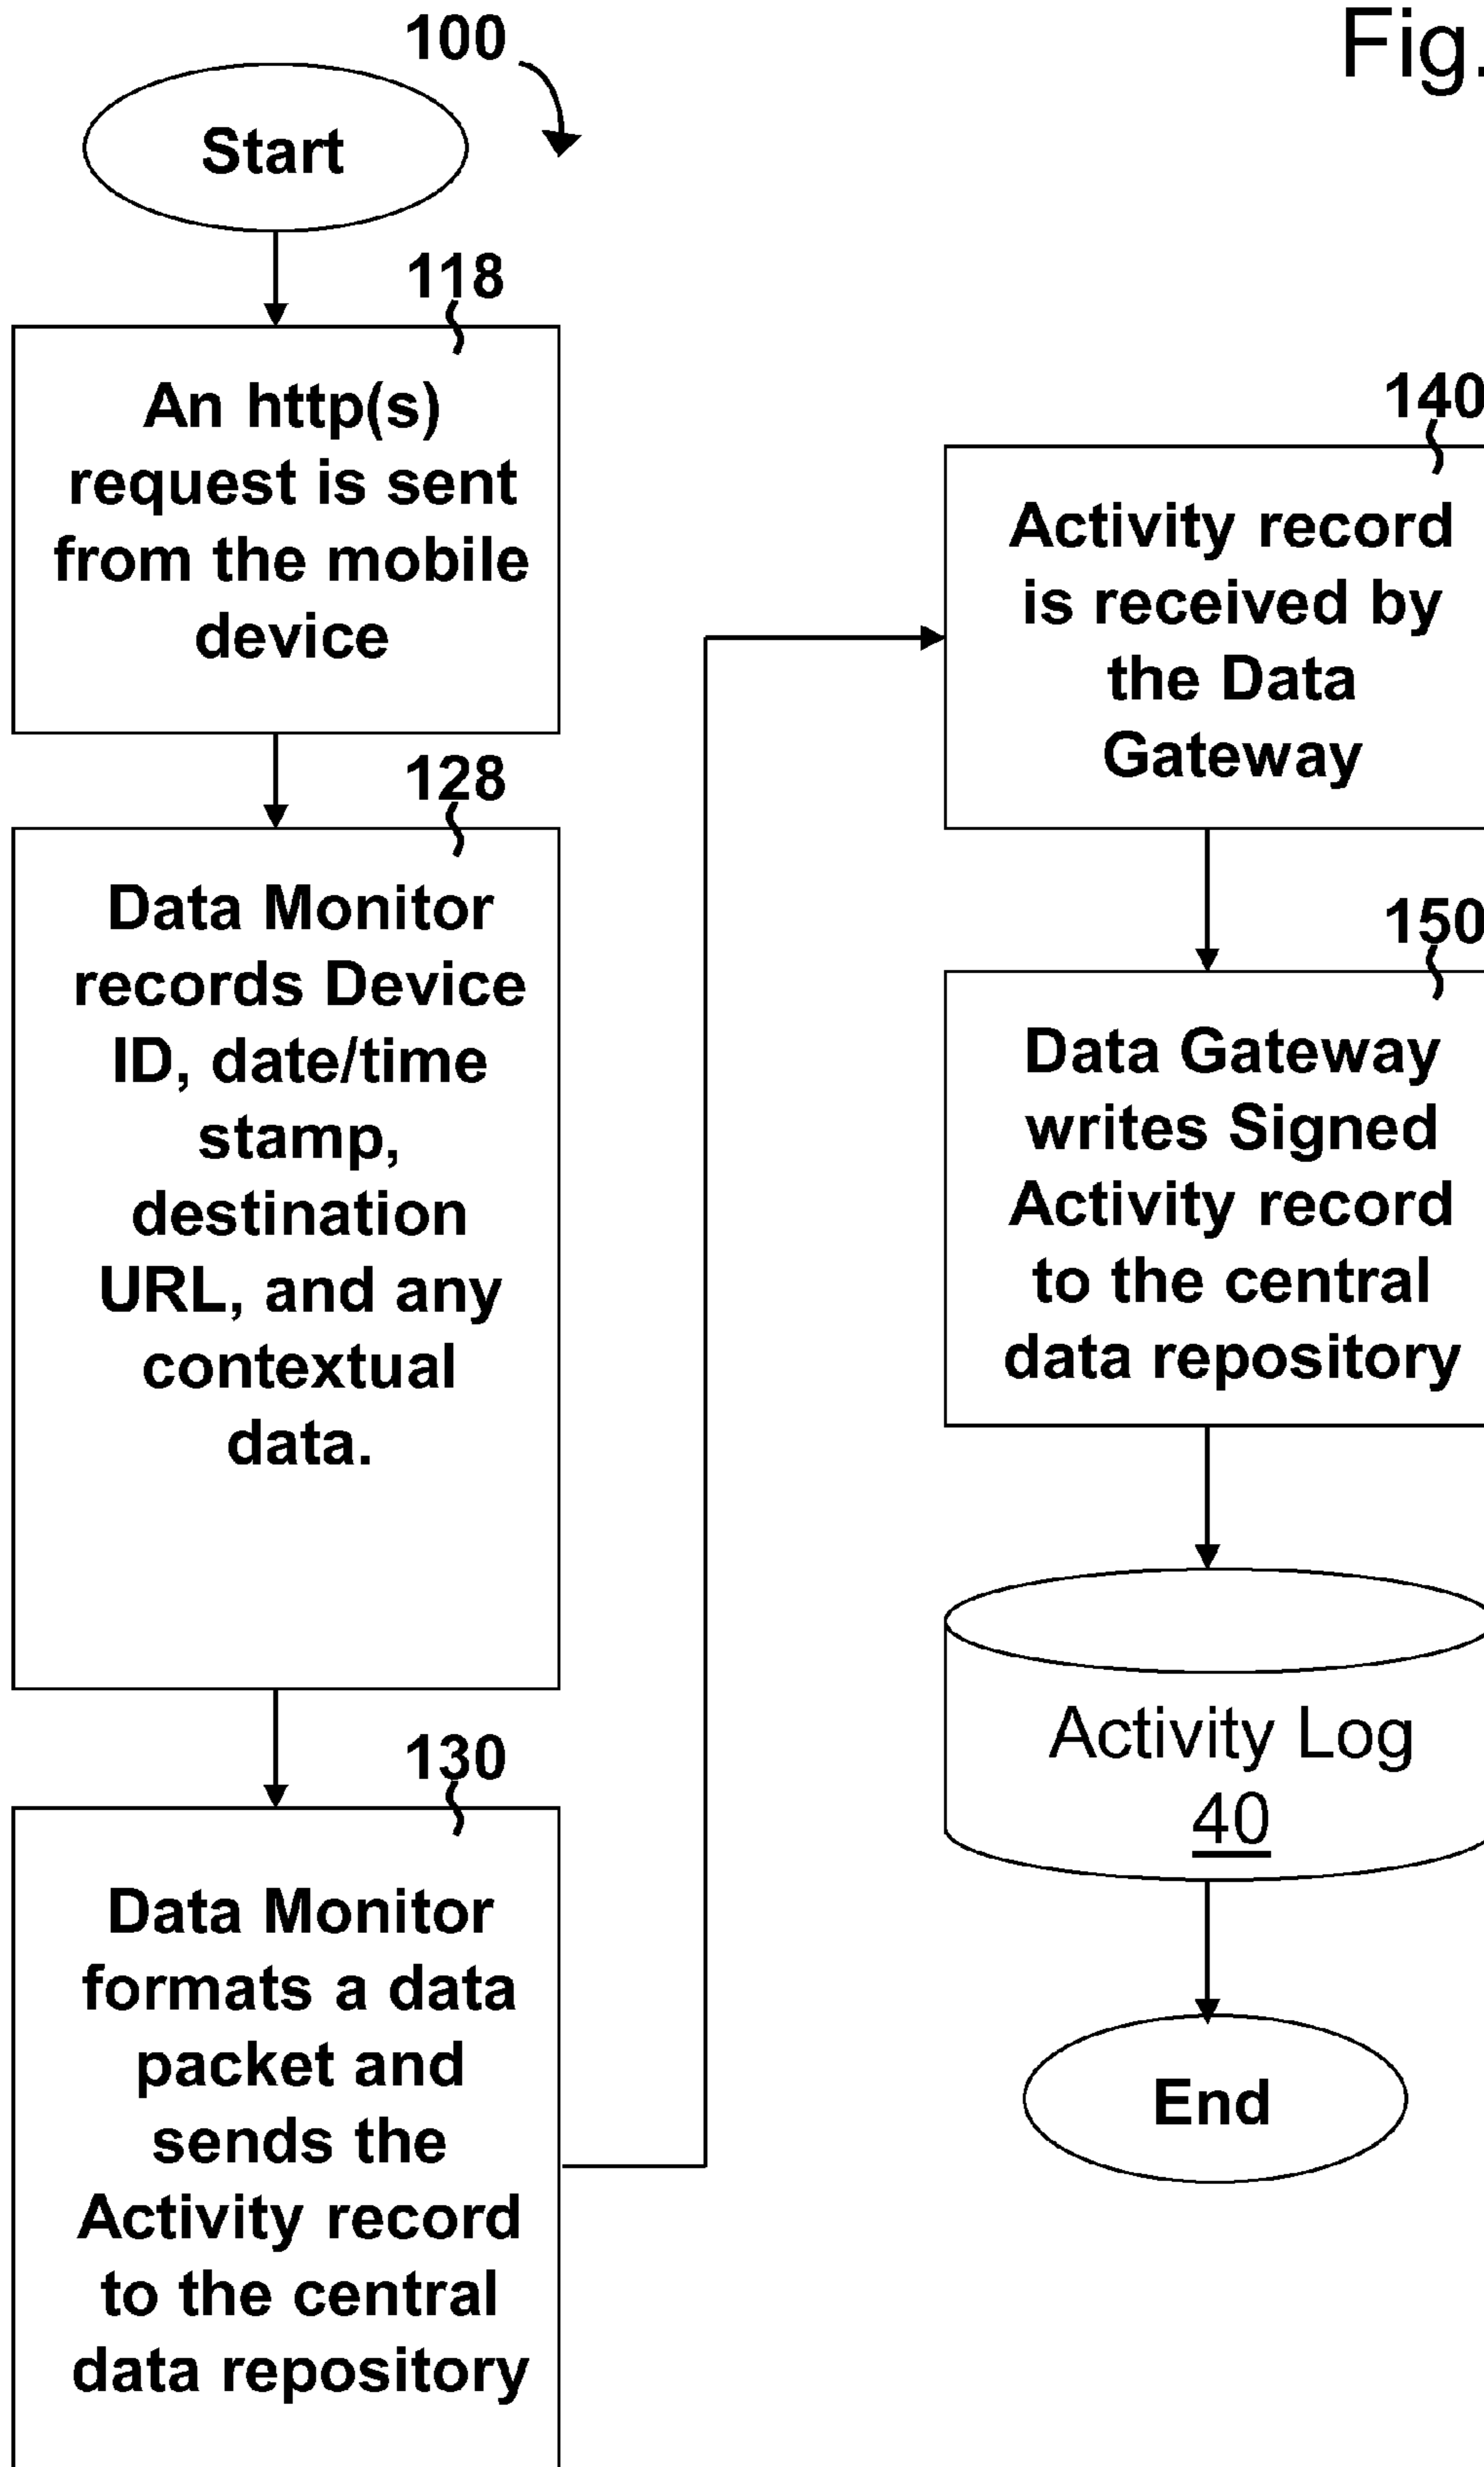 100
Fig.
Start
118
An http(s)
request is sent
from the mobile
device
128
Data Monitor
records Device
ID, date/time
stamp,
destination
URL, and any
contextual
data.
130
Data Monitor
formats a data
packet and
sends the
Activity record
to the central
data repository
140
Activity record
is received by
the Data
Gateway
150
Data Gateway
writes Signed
Activity record
to the central
data repository
Activity Log
40
End